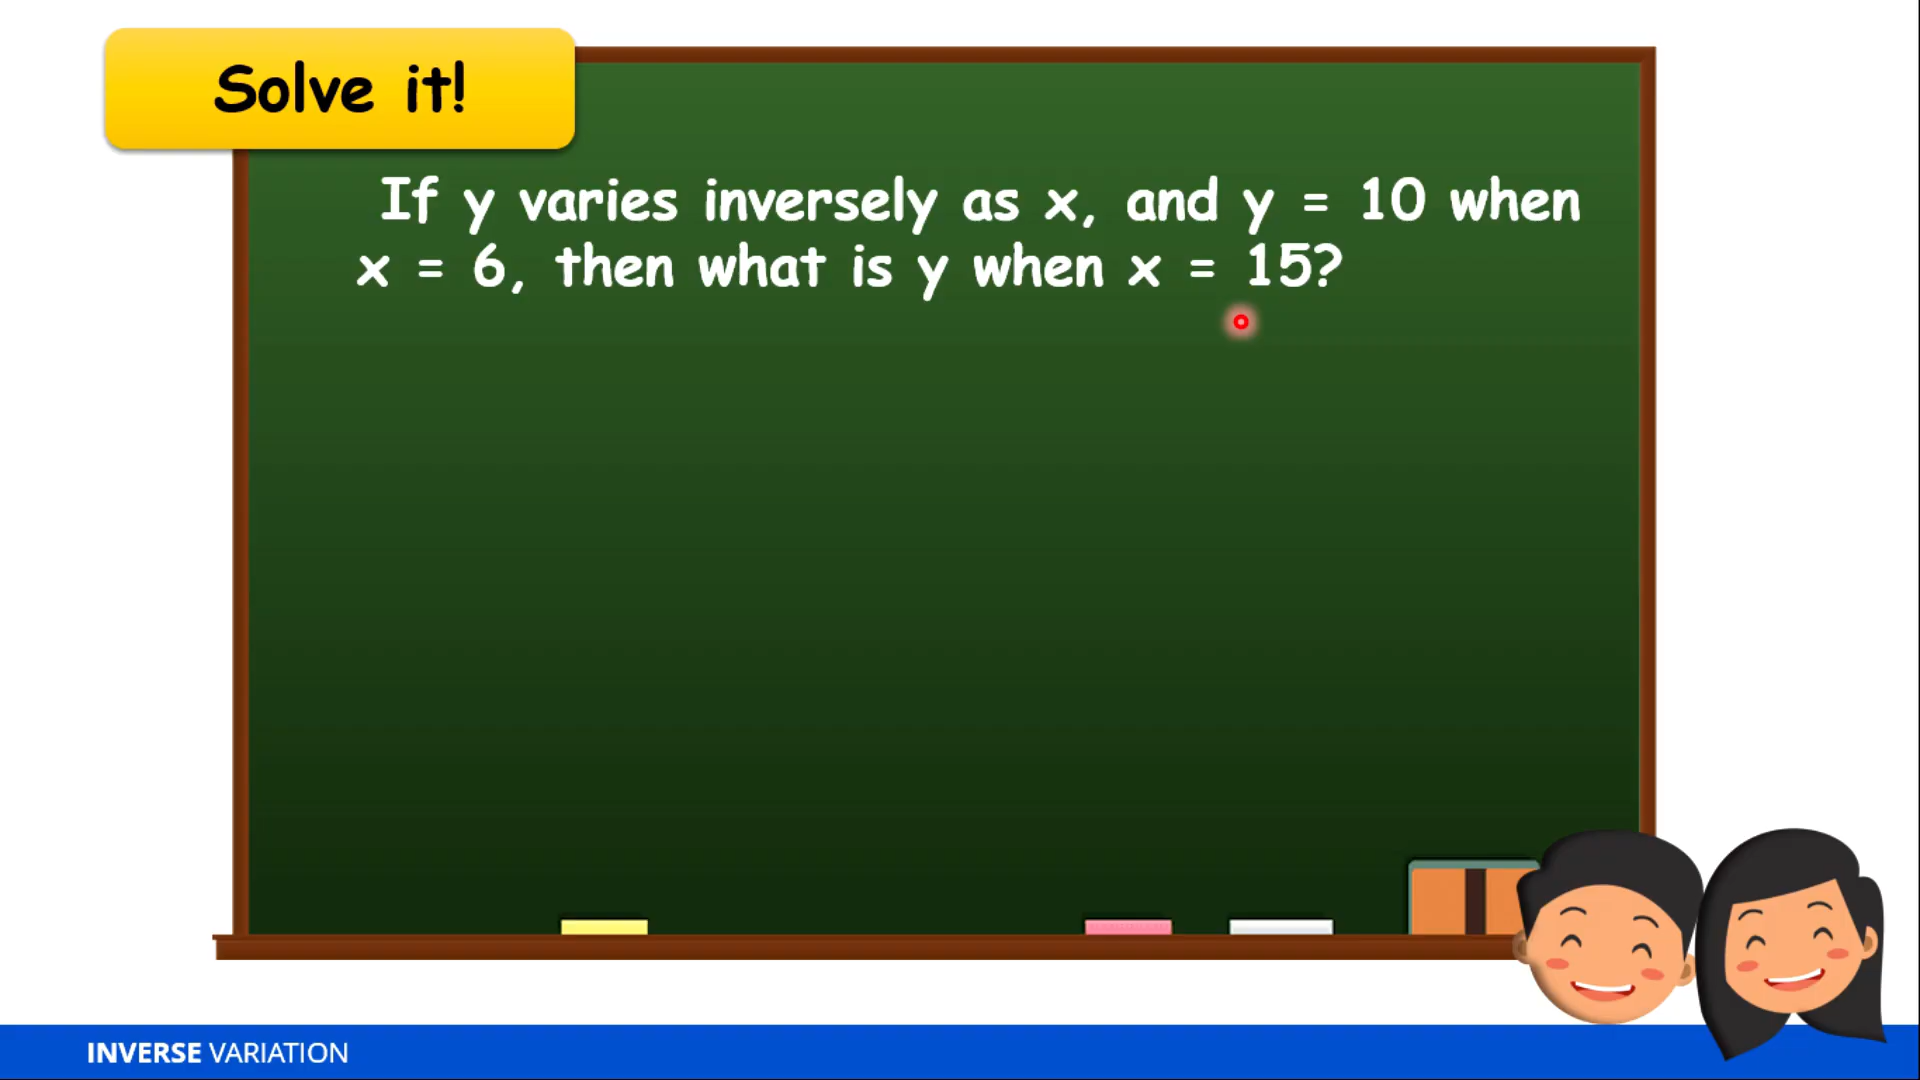 Solve it!
If y varies inversely as x, and y = 10 when
x = 6, then what is y when x = 15?
INVERSE VARIATION